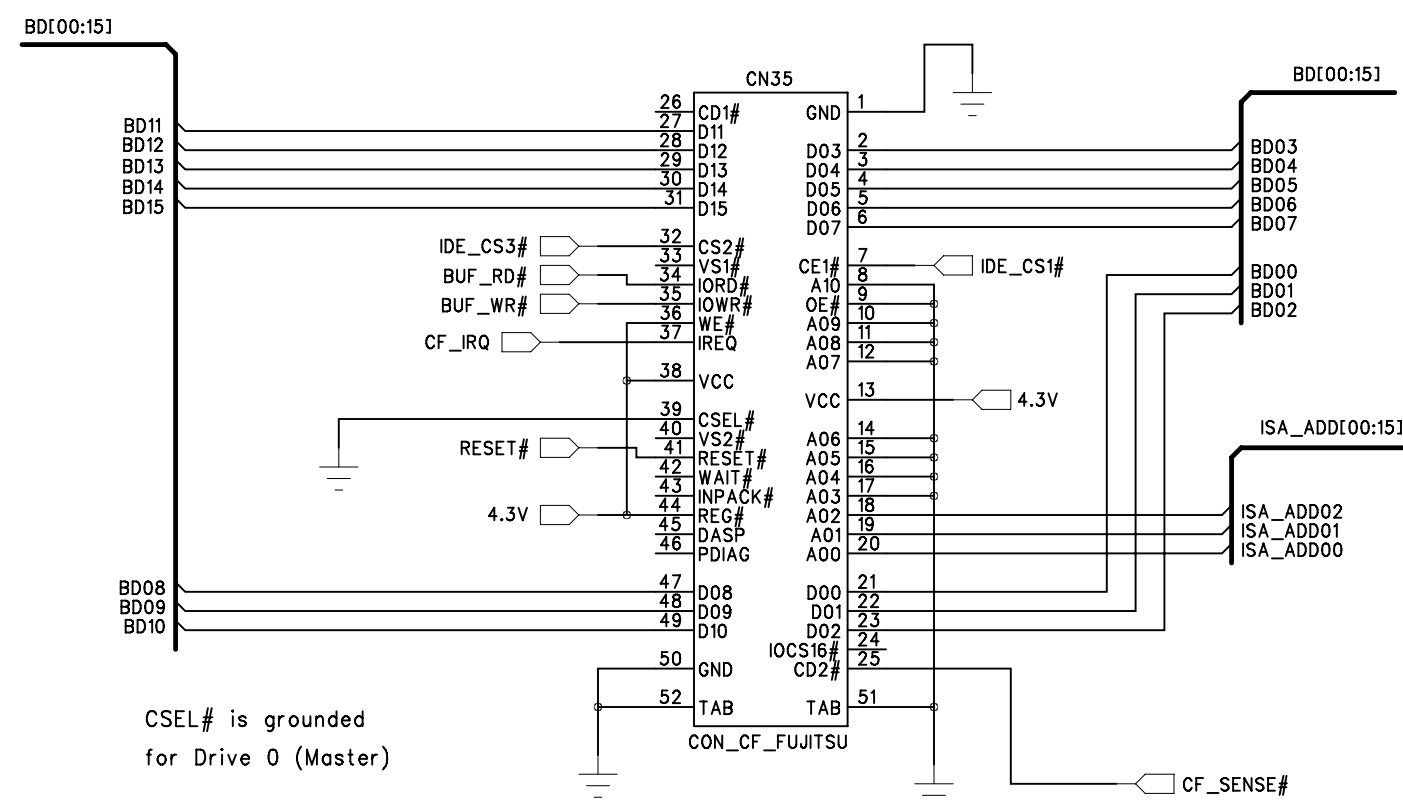 BD[00:15]
BD[00:15]
CN35
26 CD1# GND 1
BD11 27 D11
BD12 28 D12 D03 2 BD03
BD13 29 D13 D04 3 BD04
BD14 30 D14 D05 4 BD05
BD15 31 D15 D06 5 BD06
D07 6 BD07
IDE_CS3# 32 CS2#
33 VS1# CE1# 7 IDE_CS1#
BUF_RD# 34 IORD# A10 8 BD00
BUF_WR# 35 IOWR# OE# 9 BD01
36 WE# A09 10 BD02
CF_IRQ 37 IREQ A08 11
A07 12
38 VCC
VCC 13 4.3V
39 CSEL# ISA_ADD[00:15]
40 VS2# A06 14
RESET# 41 RESET# A05 15
42 WAIT# A04 16
43 INPACK# A03 17
4.3V 44 REG# A02 18 ISA_ADD02
45 DASP A01 19 ISA_ADD01
46 PDIAG A00 20 ISA_ADD00
BD08 47 D08 D00 21
BD09 48 D09 D01 22
BD10 49 D10 D02 23
IOCS16# 24
50 GND CD2# 25
52 TAB TAB 51
CSEL# is grounded
for Drive 0 (Master)
CON_CF_FUJITSU
CF_SENSE#